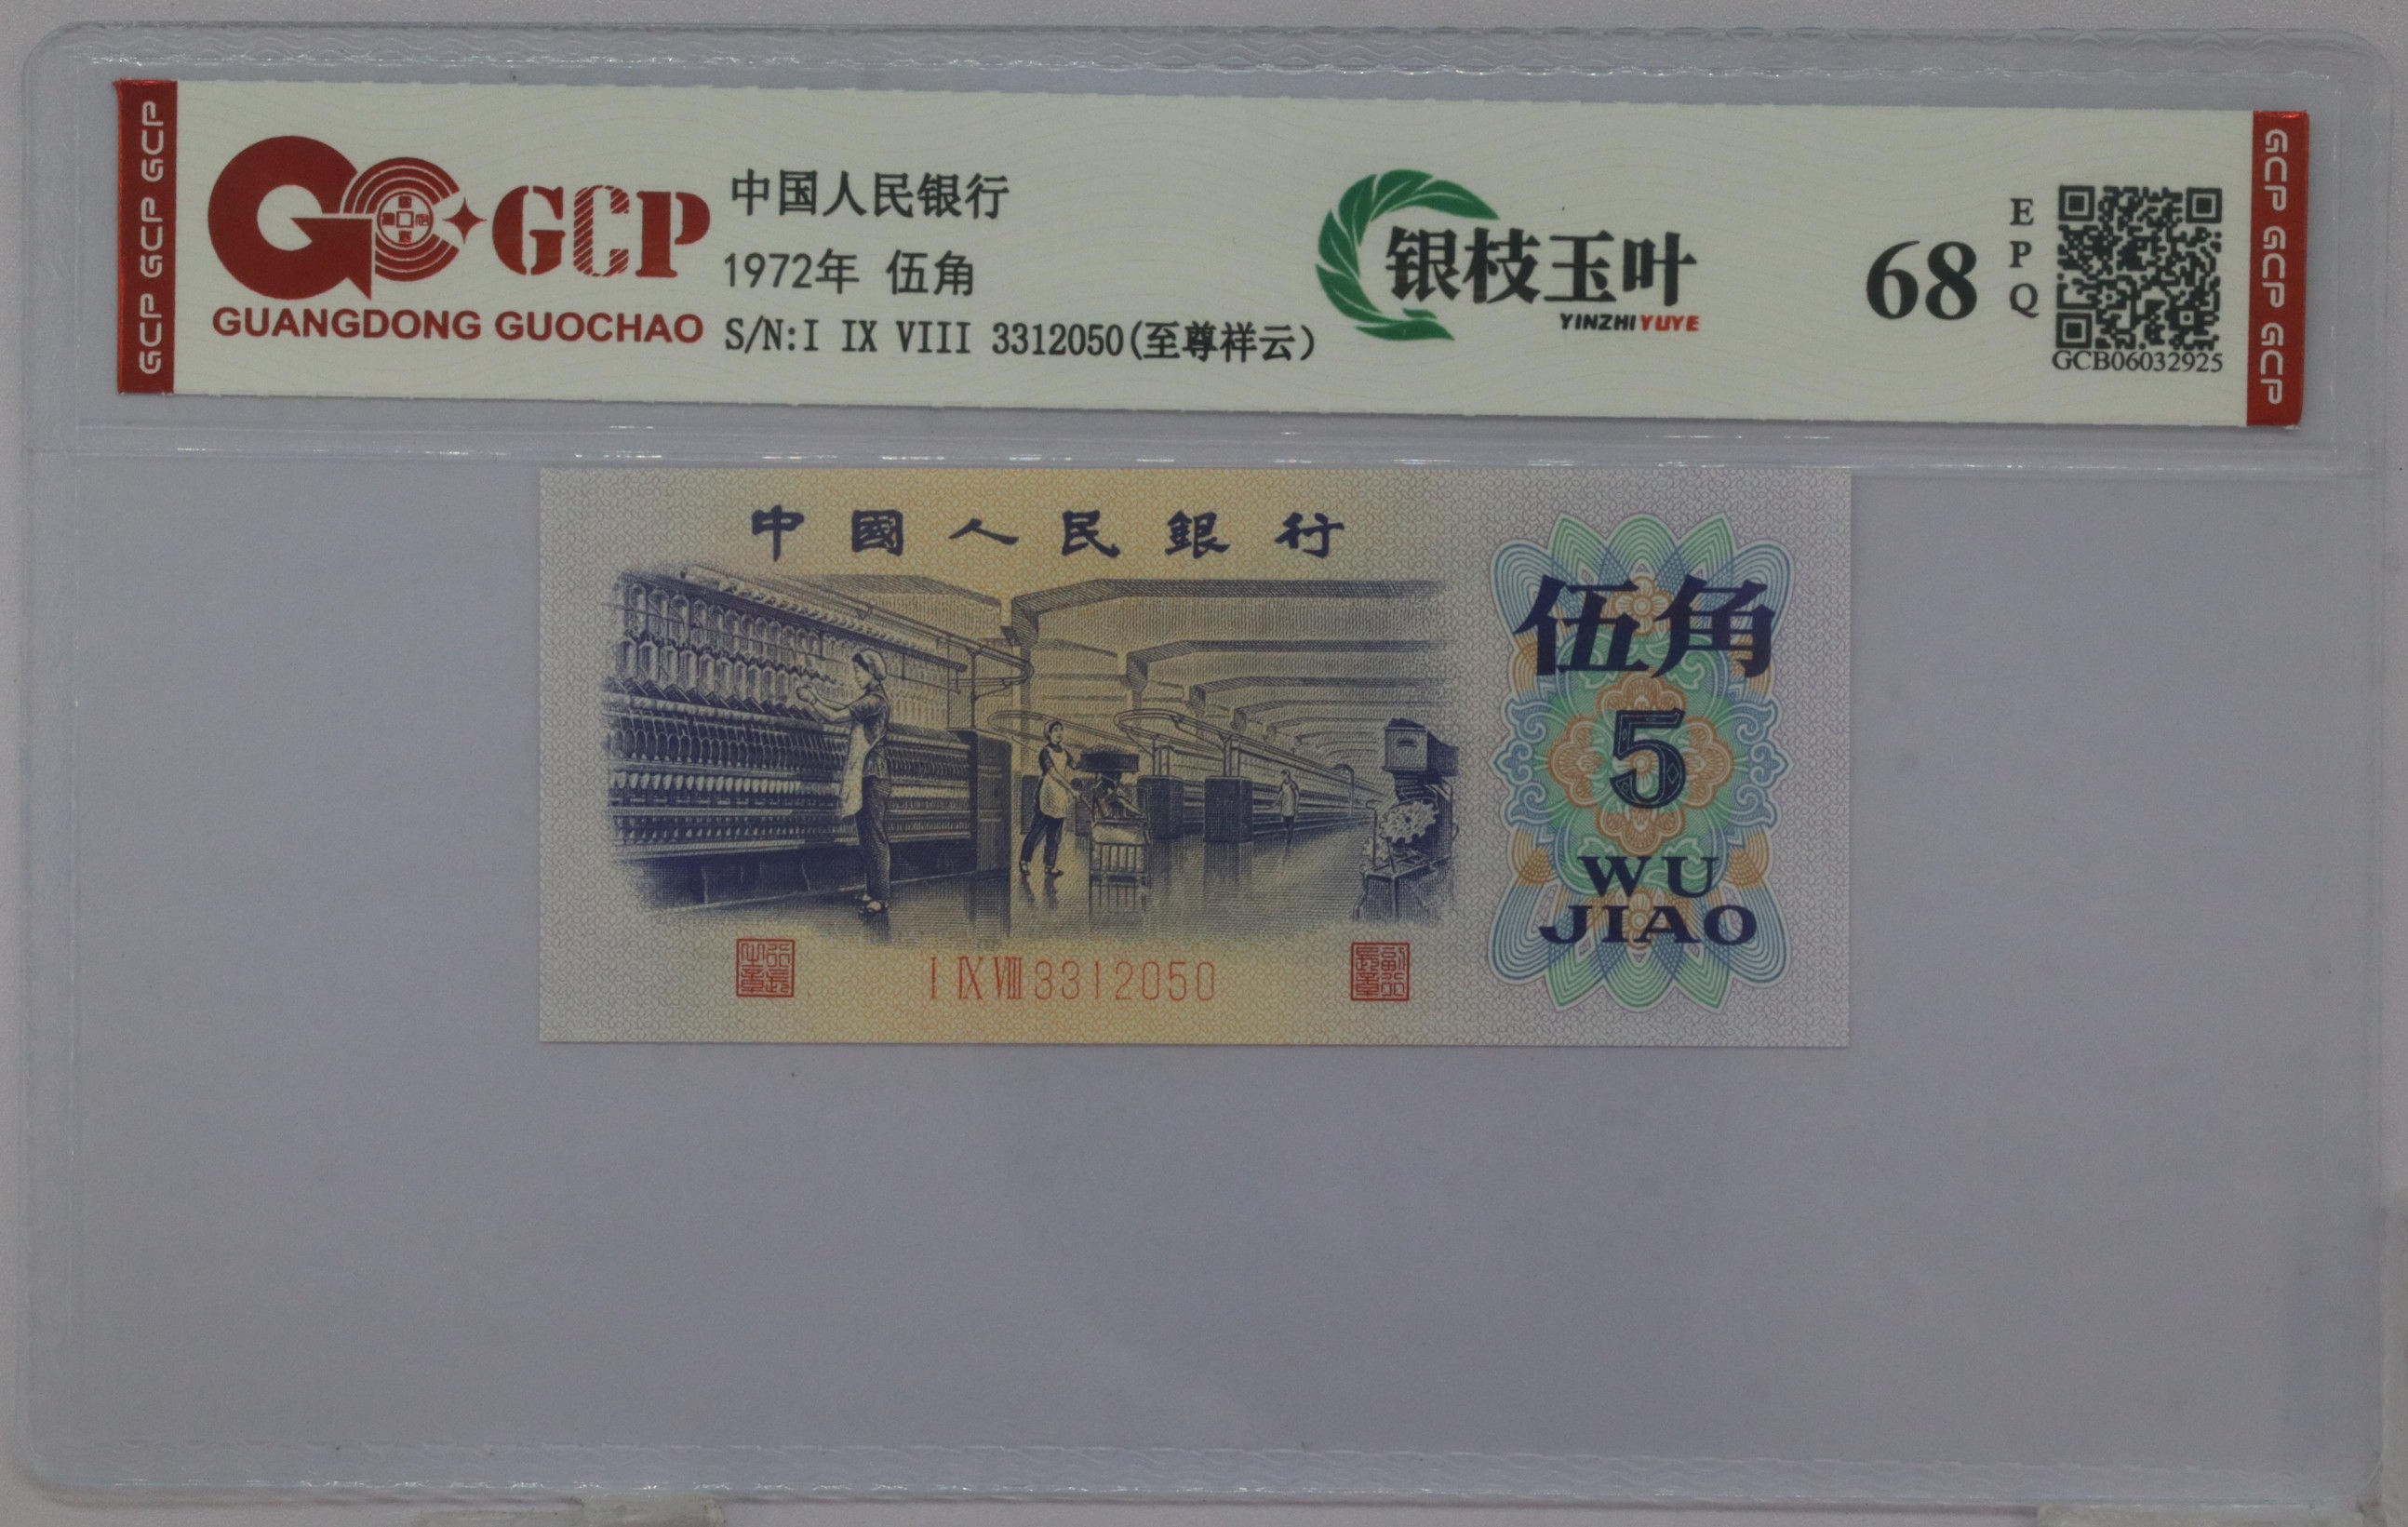 GCP GCP GCP
GCP
GUANGDONG GUOCHAO
中国人民银行
1972年 伍角
S/N:I IX VIII 3312050(至尊祥云)
银枝玉叶
YINZHIYUYE
68
EPQ
GCB06032925
GCP GCP GCP
中國人民銀行
伍角
5
WU
JIAO
I IX VIII 3312050